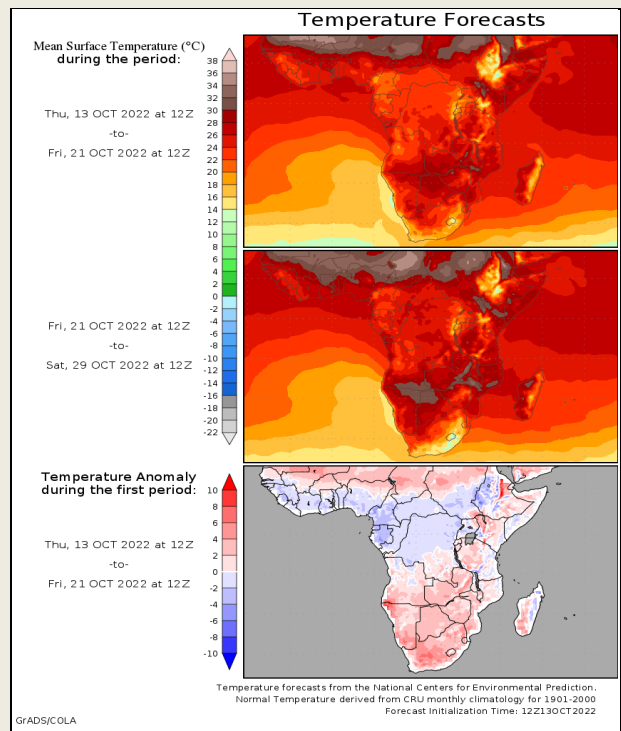 Temperature Forecasts
Mean Surface Temperature (°C)
during the period:
Thu, 13 OCT 2022 at 12Z
-to-
Fri, 21 OCT 2022 at 12Z
38
36
34
32
30
28
26
24
22
20
18
16
14
12
10
8
6
4
2
0
-2
-4
-6
-8
-10
-12
-14
-16
-18
-20
-22
Fri, 21 OCT 2022 at 12Z
-to-
Sat, 29 OCT 2022 at 12Z
Temperature Anomaly
during the first period:
Thu, 13 OCT 2022 at 12Z
-to-
Fri, 21 OCT 2022 at 12Z
10
8
6
4
2
0
-2
-4
-6
-8
-10
Temperature forecasts from the National Centers for Environmental Prediction.
Normal Temperature derived from CRU monthly climatology for 1901-2000
Forecast Initialization Time: 12Z13OCT2022
GrADS/COLA